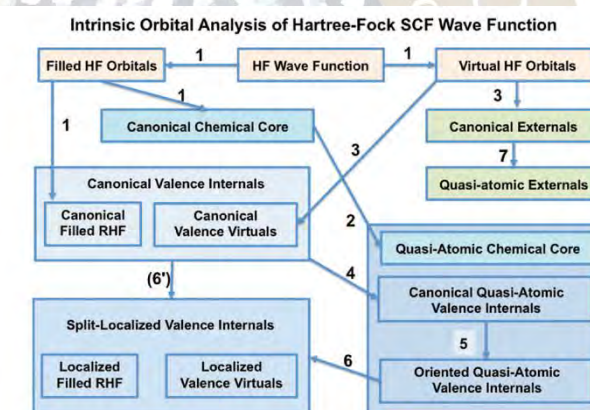 Intrinsic Orbital Analysis of Hartree-Fock SCF Wave Function
Filled HF Orbitals
1
HF Wave Function
1
Virtual HF Orbitals
1
1
3
Canonical Chemical Core
Canonical Externals
3
7
Canonical Valence Internals
Quasi-atomic Externals
Canonical
Filled RHF
Canonical
Valence Virtuals
2
Quasi-Atomic Chemical Core
(6')
4
Canonical Quasi-Atomic
Valence Internals
Split-Localized Valence Internals
5
6
Localized
Filled RHF
Localized
Valence Virtuals
Oriented Quasi-Atomic
Valence Internals